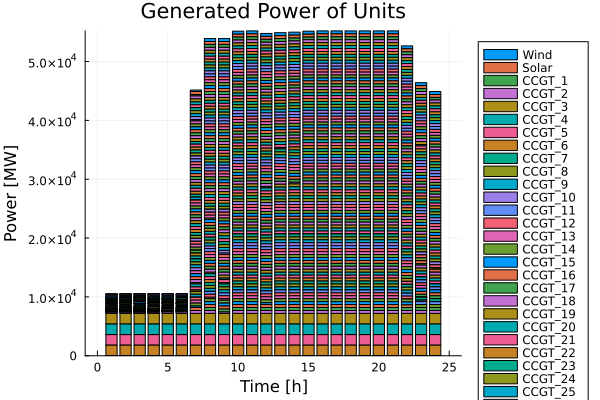 Generated Power of Units
Power [MW]
5.0×10⁴
4.0×10⁴
3.0×10⁴
2.0×10⁴
1.0×10⁴
0
0 5 10 15 20 25
Time [h]
Wind
Solar
CCGT_1
CCGT_2
CCGT_3
CCGT_4
CCGT_5
CCGT_6
CCGT_7
CCGT_8
CCGT_9
CCGT_10
CCGT_11
CCGT_12
CCGT_13
CCGT_14
CCGT_15
CCGT_16
CCGT_17
CCGT_18
CCGT_19
CCGT_20
CCGT_21
CCGT_22
CCGT_23
CCGT_24
CCGT_25